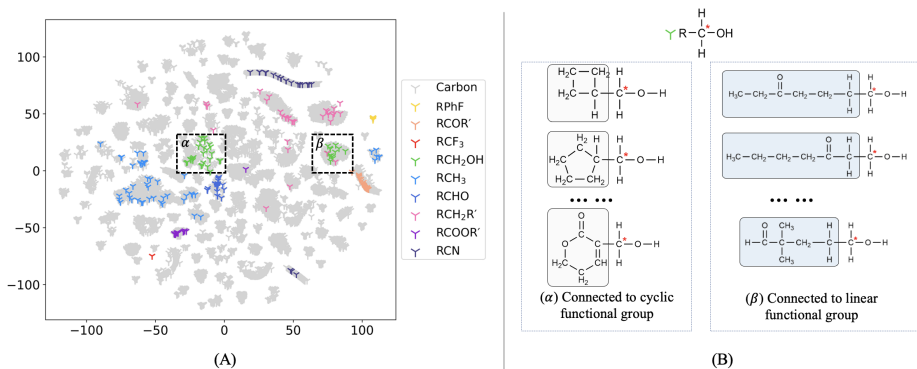 100
50
0
−50
−100
−100
−50
0
50
100
α
β
Carbon
RPhF
RCOR′
RCF3
RCH2OH
RCH3
RCHO
RCH2R′
RCOOR′
RCN
(A)
H
R C* OH
H
H2C CH2 H
H2C C C* O H
H H
CH2 H H
H2C C* O H
H2C CH2 H
... ...
O H
C C* O H
O H
H2C CH
C
H2
(α) Connected to cyclic
functional group
O H H
H3C CH2 C CH2 CH2 C C* O H
H H
O H H
H3C CH2 CH2 CH2 C C C* O H
H H
... ...
O CH3 H H
H C C CH2 C C* O H
CH3 H H
(β) Connected to linear
functional group
(B)